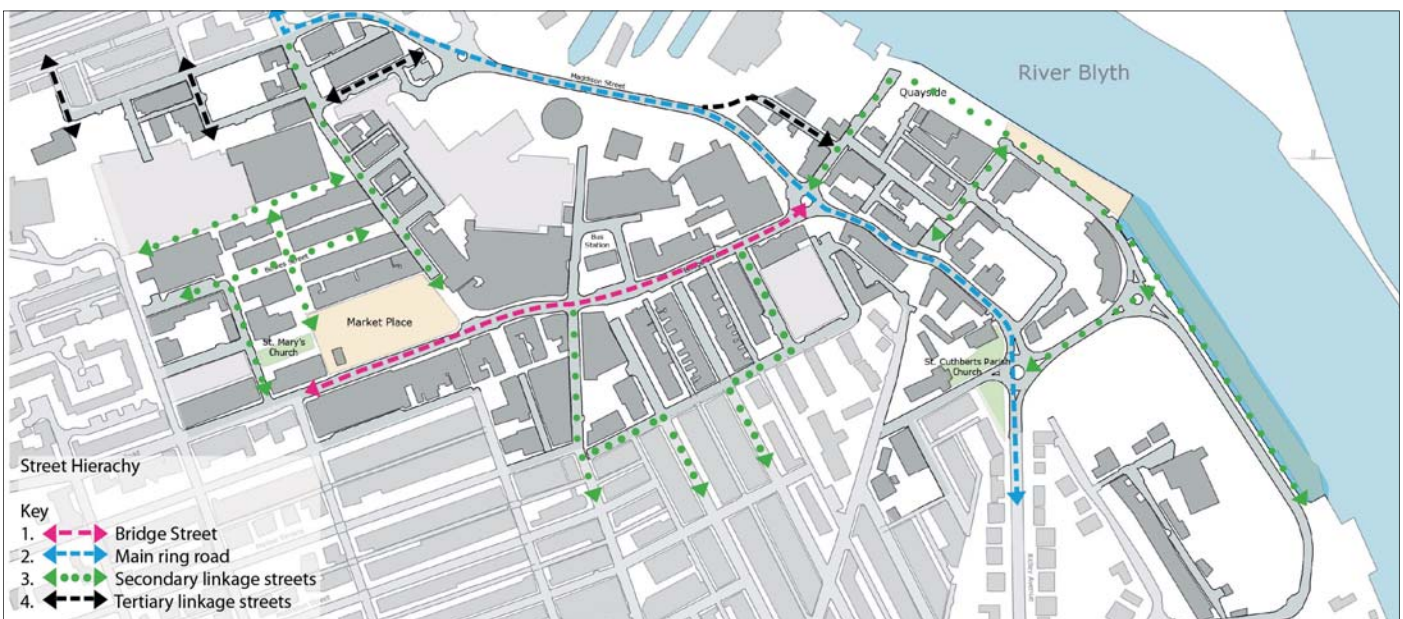 River Blyth
Quayside
Magdison Street
Bus
Station
Market Place
St. Mary's
Church
St. Cuthberts Parish
Church
Street Hierachy
Key
1. Bridge Street
2. Main ring road
3. Secondary linkage streets
4. Tertiary linkage streets